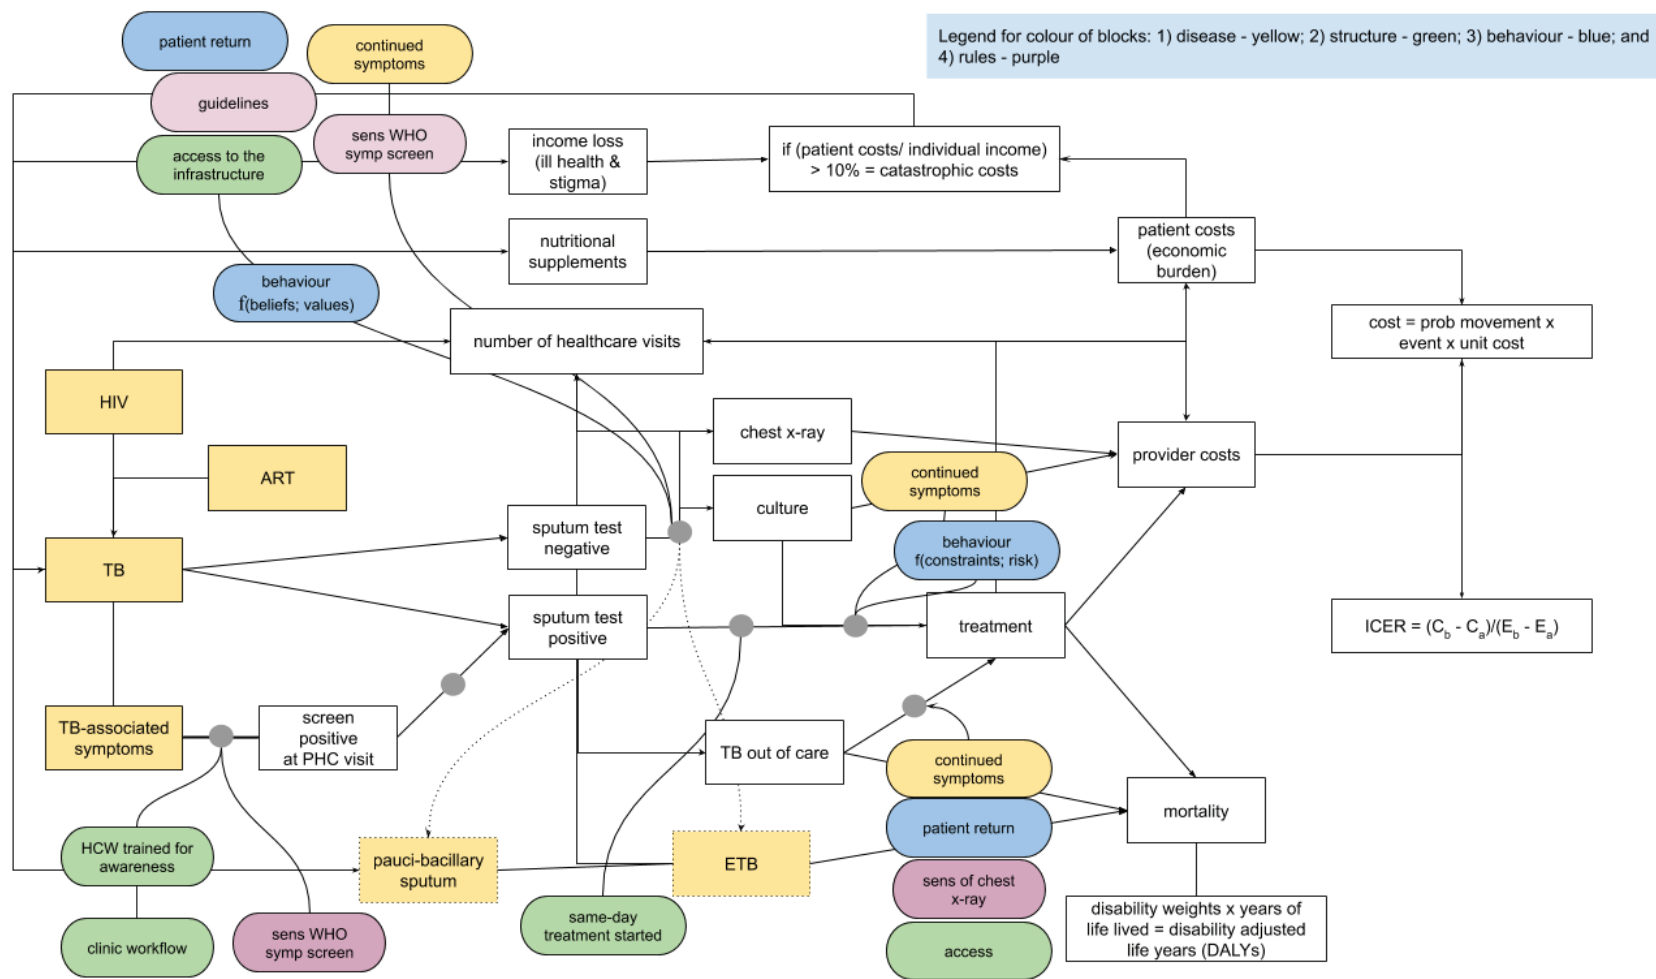 patient return
continued
symptoms
Legend for colour of blocks: 1) disease - yellow; 2) structure - green; 3) behaviour - blue; and
4) rules - purple
guidelines
sens WHO
symp screen
access to the
infrastructure
income loss
(ill health &
stigma)
if (patient costs/ individual income)
> 10% = catastrophic costs
nutritional
supplements
patient costs
(economic
burden)
behaviour
f(beliefs; values)
number of healthcare visits
cost = prob movement x
event x unit cost
HIV
ART
chest x-ray
provider costs
continued
symptoms
culture
sputum test
negative
behaviour
f(constraints; risk)
TB
sputum test
positive
treatment
ICER = (C_b - C_a)/(E_b - E_a)
TB-associated
symptoms
screen
positive
at PHC visit
TB out of care
continued
symptoms
mortality
patient return
HCW trained for
awareness
pauci-bacillary
sputum
ETB
sens of chest
x-ray
same-day
treatment started
disability weights x years of
life lived = disability adjusted
life years (DALYs)
clinic workflow
sens WHO
symp screen
access